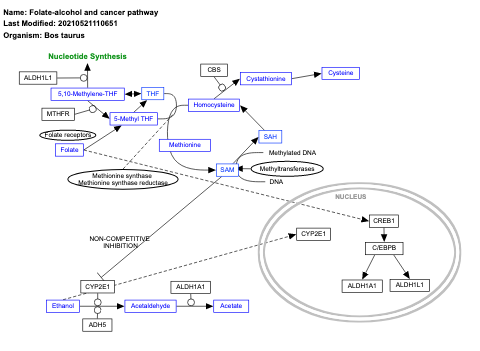 Name: Folate-alcohol and cancer pathway
Last Modified: 20210521110651
Organism: Bos taurus
Nucleotide Synthesis
CBS
ALDH1L1
Cystathionine
Cysteine
5,10-Methylene-THF
THF
Homocysteine
MTHFR
5-Methyl THF
Folate receptors
SAH
Folate
Methionine
Methylated DNA
SAM
Methyltransferases
Methionine synthase
Methionine synthase reductase
DNA
NUCLEUS
CREB1
CYP2E1
NON-COMPETITIVE
INHIBITION
C/EBPB
CYP2E1
ALDH1A1
ALDH1A1
ALDH1L1
Ethanol
Acetaldehyde
Acetate
ADH5